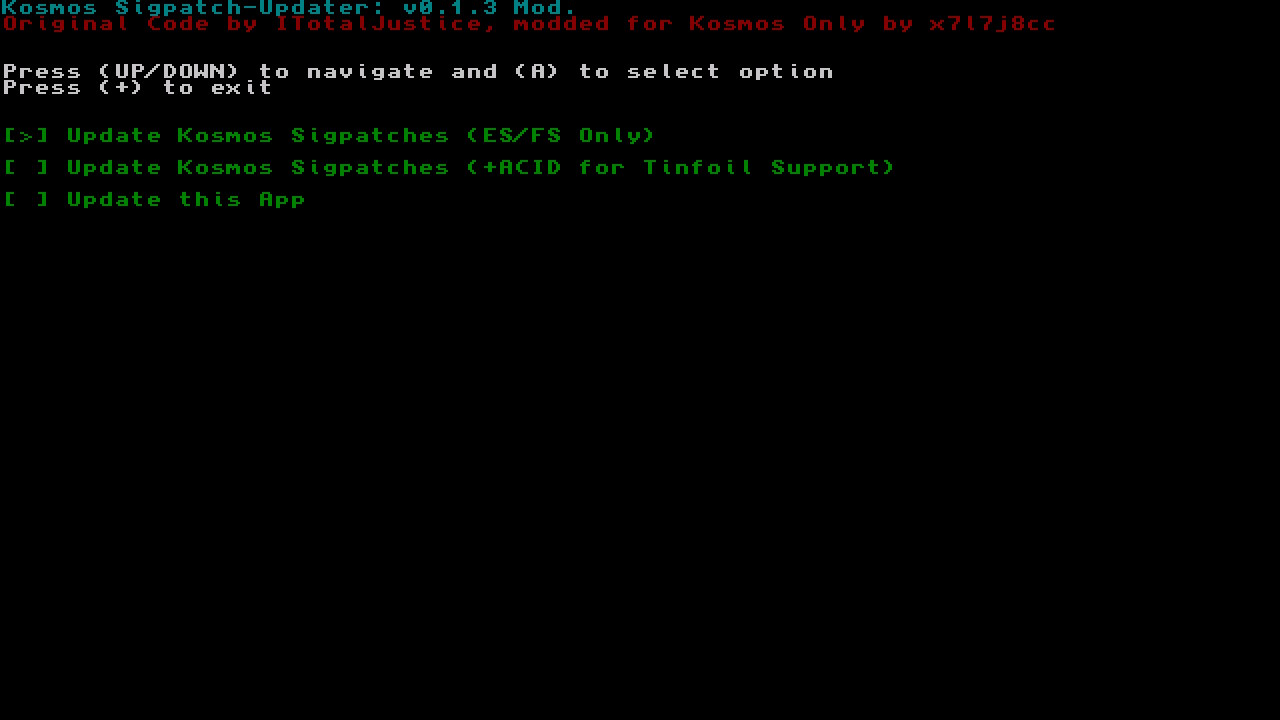 Kosmos Sigpatch-Updater: v0.1.3 Mod.
Original Code by ITotalJustice, modded for Kosmos Only by x7l7j8cc
Press (UP/DOWN) to navigate and (A) to select option
Press (+) to exit
[>] Update Kosmos Sigpatches (ES/FS Only)
[ ] Update Kosmos Sigpatches (+ACID for Tinfoil Support)
[ ] Update this App